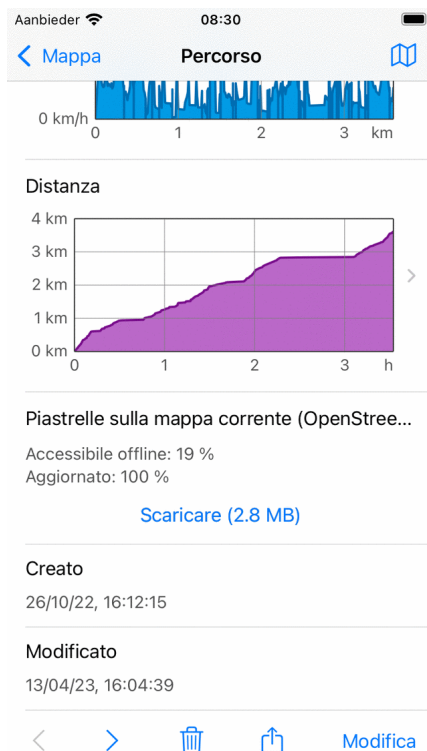 Aanbieder 08:30
Mappa Percorso
0 km/h
0 1 2 3 km
Distanza
4 km
3 km
2 km
1 km
0 km
0 1 2 3 h
Piastrelle sulla mappa corrente (OpenStree...
Accessibile offline: 19 %
Aggiornato: 100 %
Scaricare (2.8 MB)
Creato
26/10/22, 16:12:15
Modificato
13/04/23, 16:04:39
Modifica